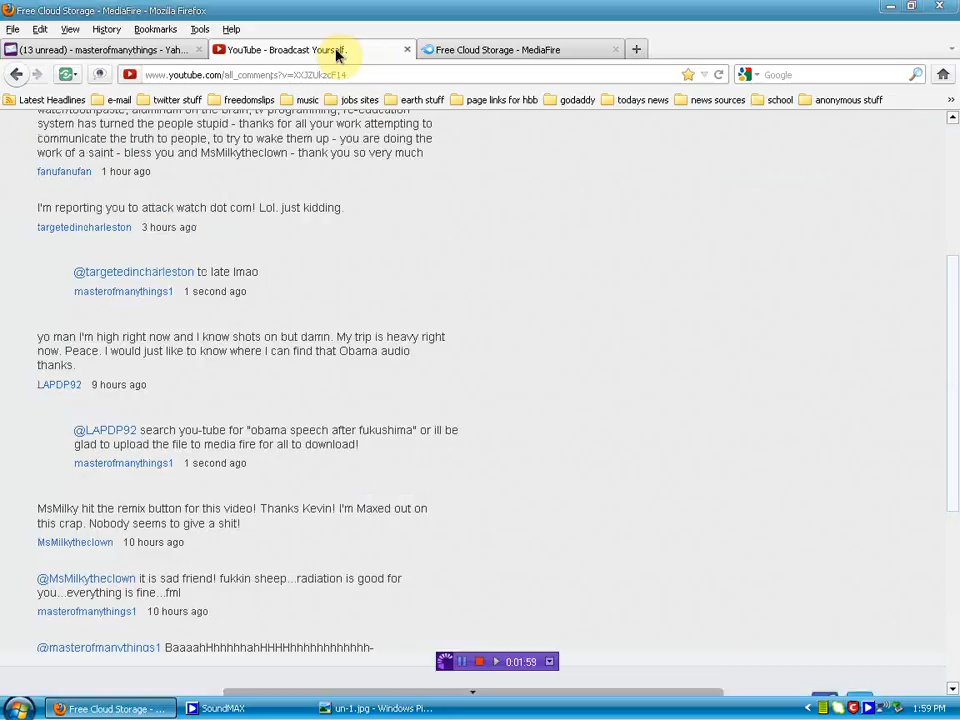 Free Cloud Storage - MediaFire - Mozilla Firefox
File Edit View History Bookmarks Tools Help
(13 unread) - masterofmanythings - Yah... YouTube - Broadcast Yourself. Free Cloud Storage - MediaFire
Google
Latest Headlines e-mail twitter stuff freedomslips music jobs sites earth stuff page links for hbb godaddy todays news news sources school anonymous stuff »
system has turned the people stupid - thanks for all your work attempting to
communicate the truth to people, to try to wake them up - you are doing the
work of a saint - bless you and MsMilkytheclown - thank you so very much
fanufanufan 1 hour ago
I'm reporting you to attack watch dot com! Lol. just kidding.
targetedincharleston 3 hours ago
@targetedincharleston to late lmao
masterofmanythings1 1 second ago
yo man I'm high right now and I know shots on but damn. My trip is heavy right
now. Peace. I would just like to know where I can find that Obama audio
thanks.
LAPDP92 9 hours ago
@LAPDP92 search you-tube for "obama speech after fukushima" or ill be
glad to upload the file to media fire for all to download!
masterofmanythings1 1 second ago
MsMilky hit the remix button for this video! Thanks Kevin! I'm Maxed out on
this crap. Nobody seems to give a shit!
MsMilkytheclown 10 hours ago
@MsMilkytheclown it is sad friend! fukkin sheep...radiation is good for
you...everything is fine...fml
masterofmanythings1 10 hours ago
@masterofmanythings1
0:01:59
Free Cloud Storage - ... SoundMAX un-1.jpg - Windows Pi... 1:59 PM